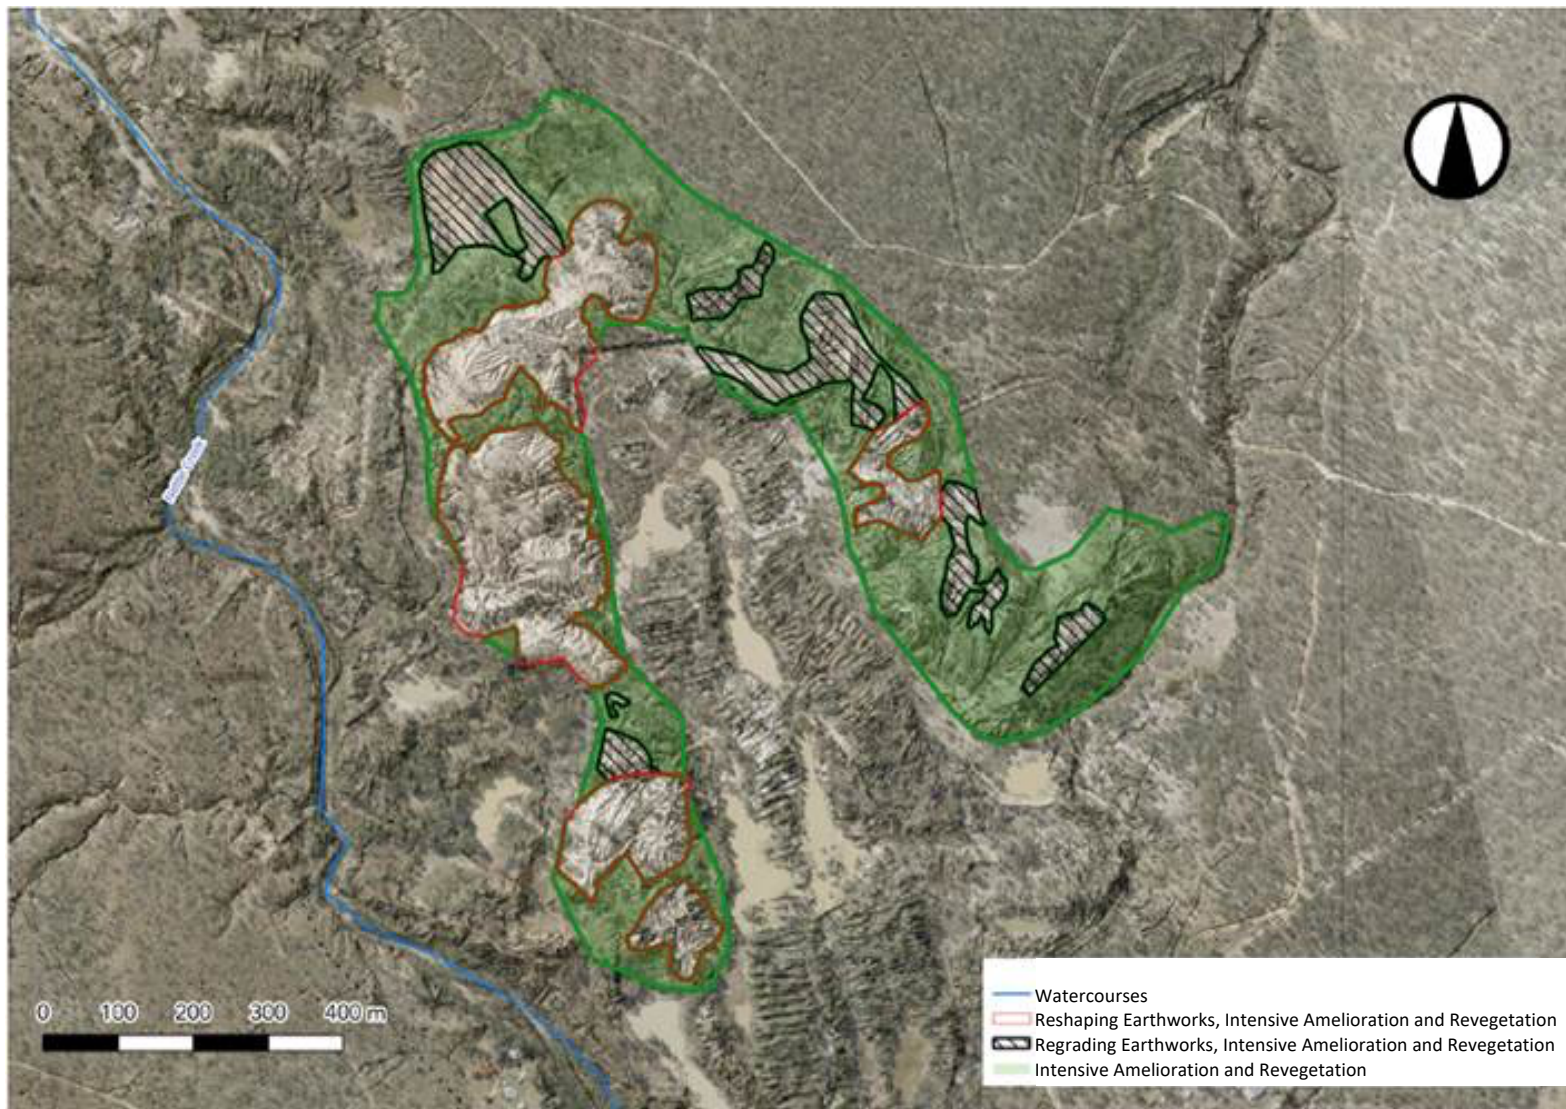 0 100 200 300 400 m
Watercourses
Reshaping Earthworks, Intensive Amelioration and Revegetation
Regrading Earthworks, Intensive Amelioration and Revegetation
Intensive Amelioration and Revegetation